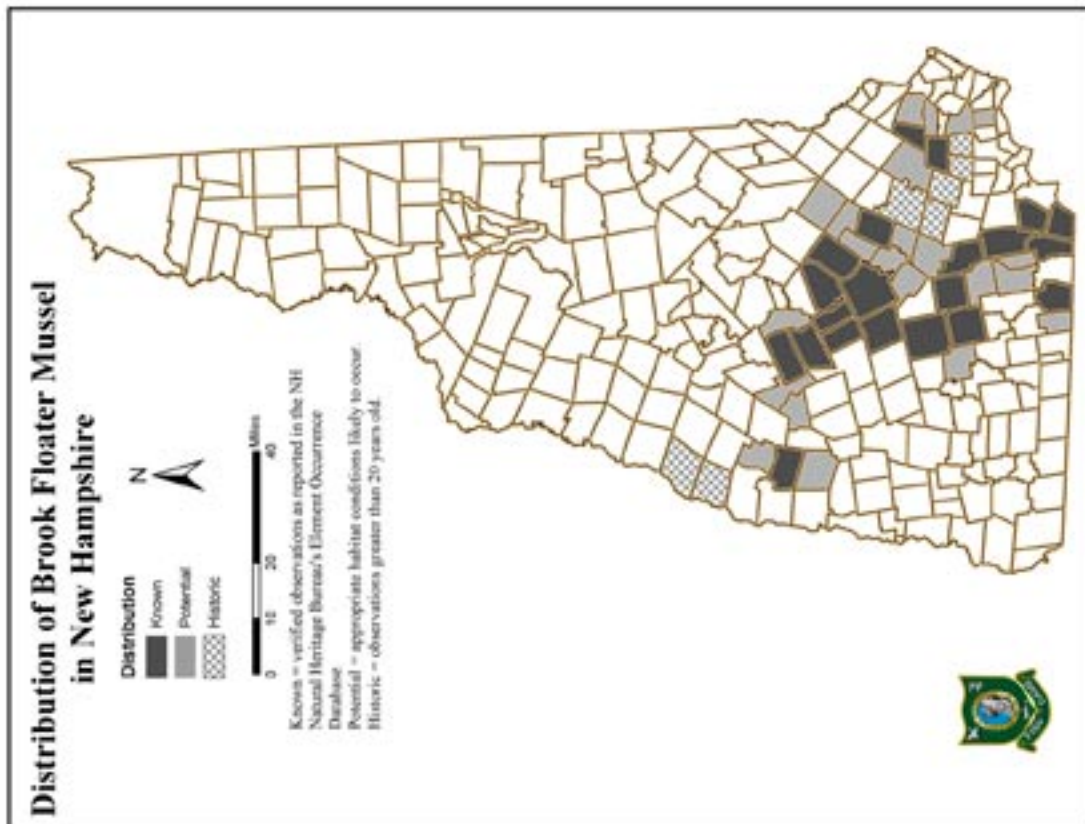 Distribution of Brook Floater Mussel
in New Hampshire
N
Distribution
Known
Potential
Historic
0 10 20 40
Miles
Known = verified observations as reported in the NH
Natural Heritage Bureau's Element Occurrence
Database.
Potential = appropriate habitat conditions likely to occur.
Historic = observations greater than 20 years old.